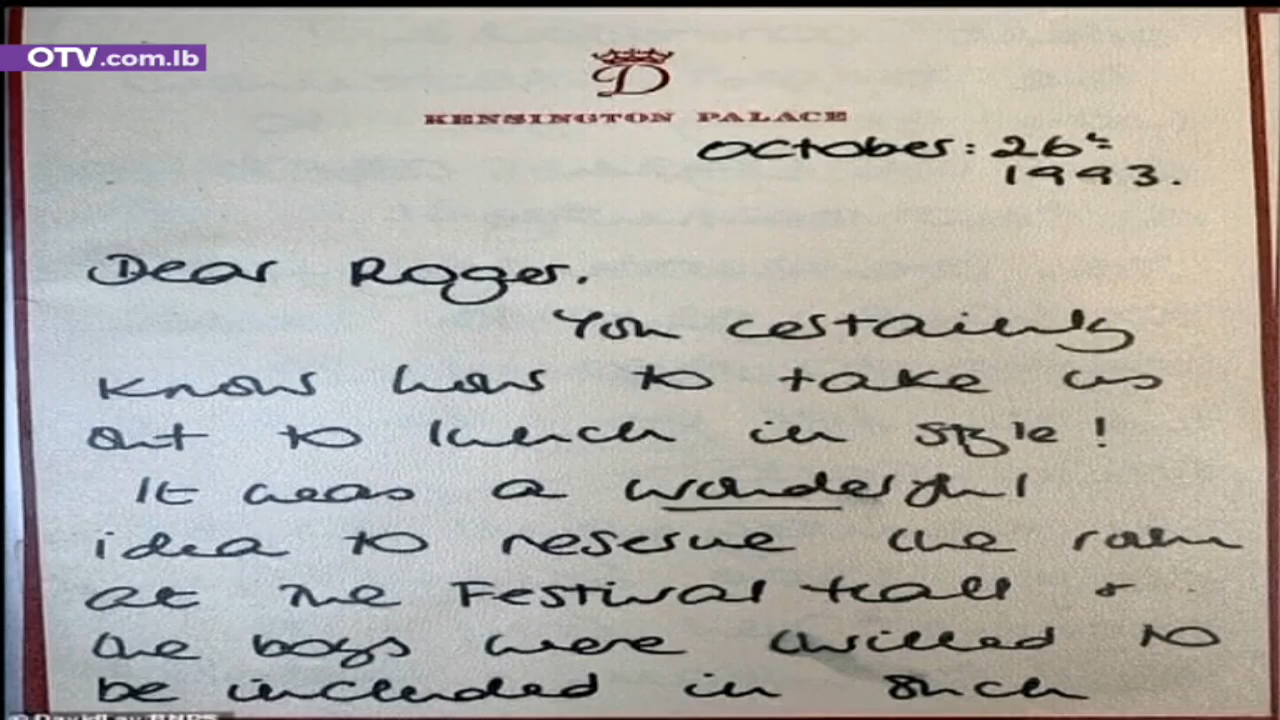 OTV.com.lb
D
KENSINGTON PALACE
October: 26th
1993.
Dear Roger.
You certainly
know how to take us
out to lunch in style!
It was a wonderful
idea to reserve the room
at the Festival Hall &
the boys were thrilled to
be included in such